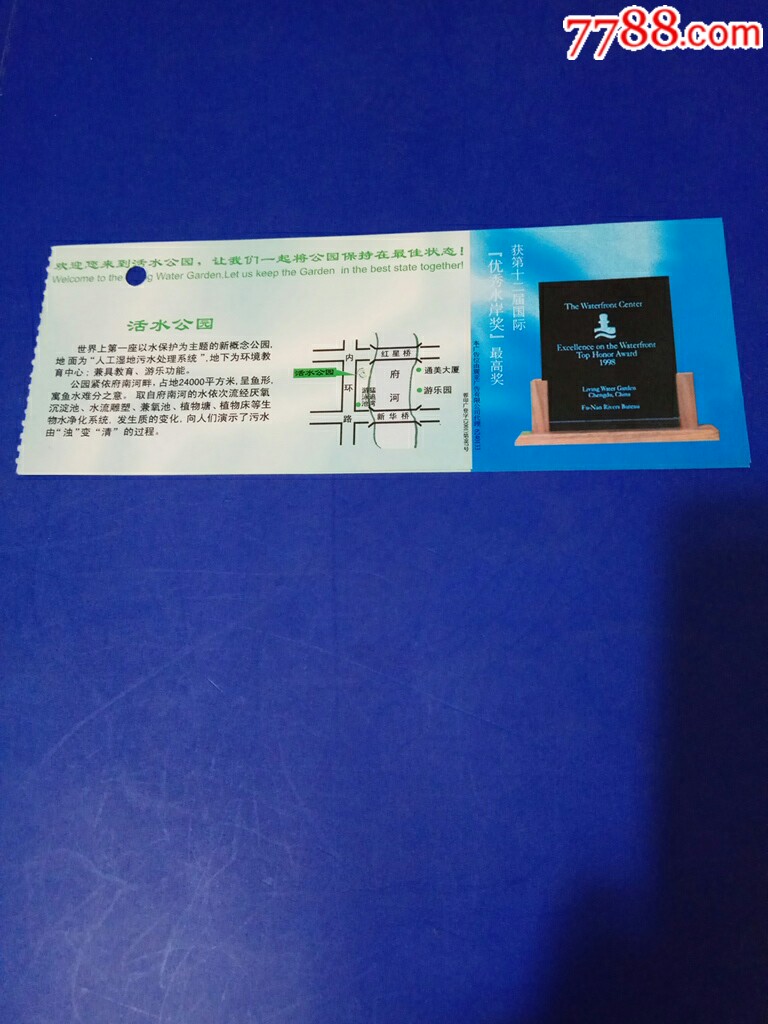 7788.com
欢迎您来到活水公园，让我们一起将公园保持在最佳状态！
Welcome to the Water Garden.Let us keep the Garden in the best state together!
活水公园
世界上第一座以水保护为主题的新概念公园,
地面为“人工湿地污水处理系统”,地下为环境教
育中心：兼具教育、游乐功能。
公园紧依府南河畔, 占地24000平方米, 呈鱼形,
寓鱼水难分之意。取自府南河的水依次流经厌氧
沉淀池、水流雕塑、兼氧池、植物塘、植物床等生
物水净化系统, 发生质的变化, 向人们演示了污水
由“浊”变“清”的过程。
活水公园
内环路
红星桥
府河
新华桥
通美大厦
游乐园
猛追湾
游泳池
获第十二届国际
『优秀水岸奖』最高奖
The Waterfront Center
Excellence on the Waterfront
Top Honor Award
1998
Living Water Garden
Chengdu, China
Fu-Nan Rivers Bureau